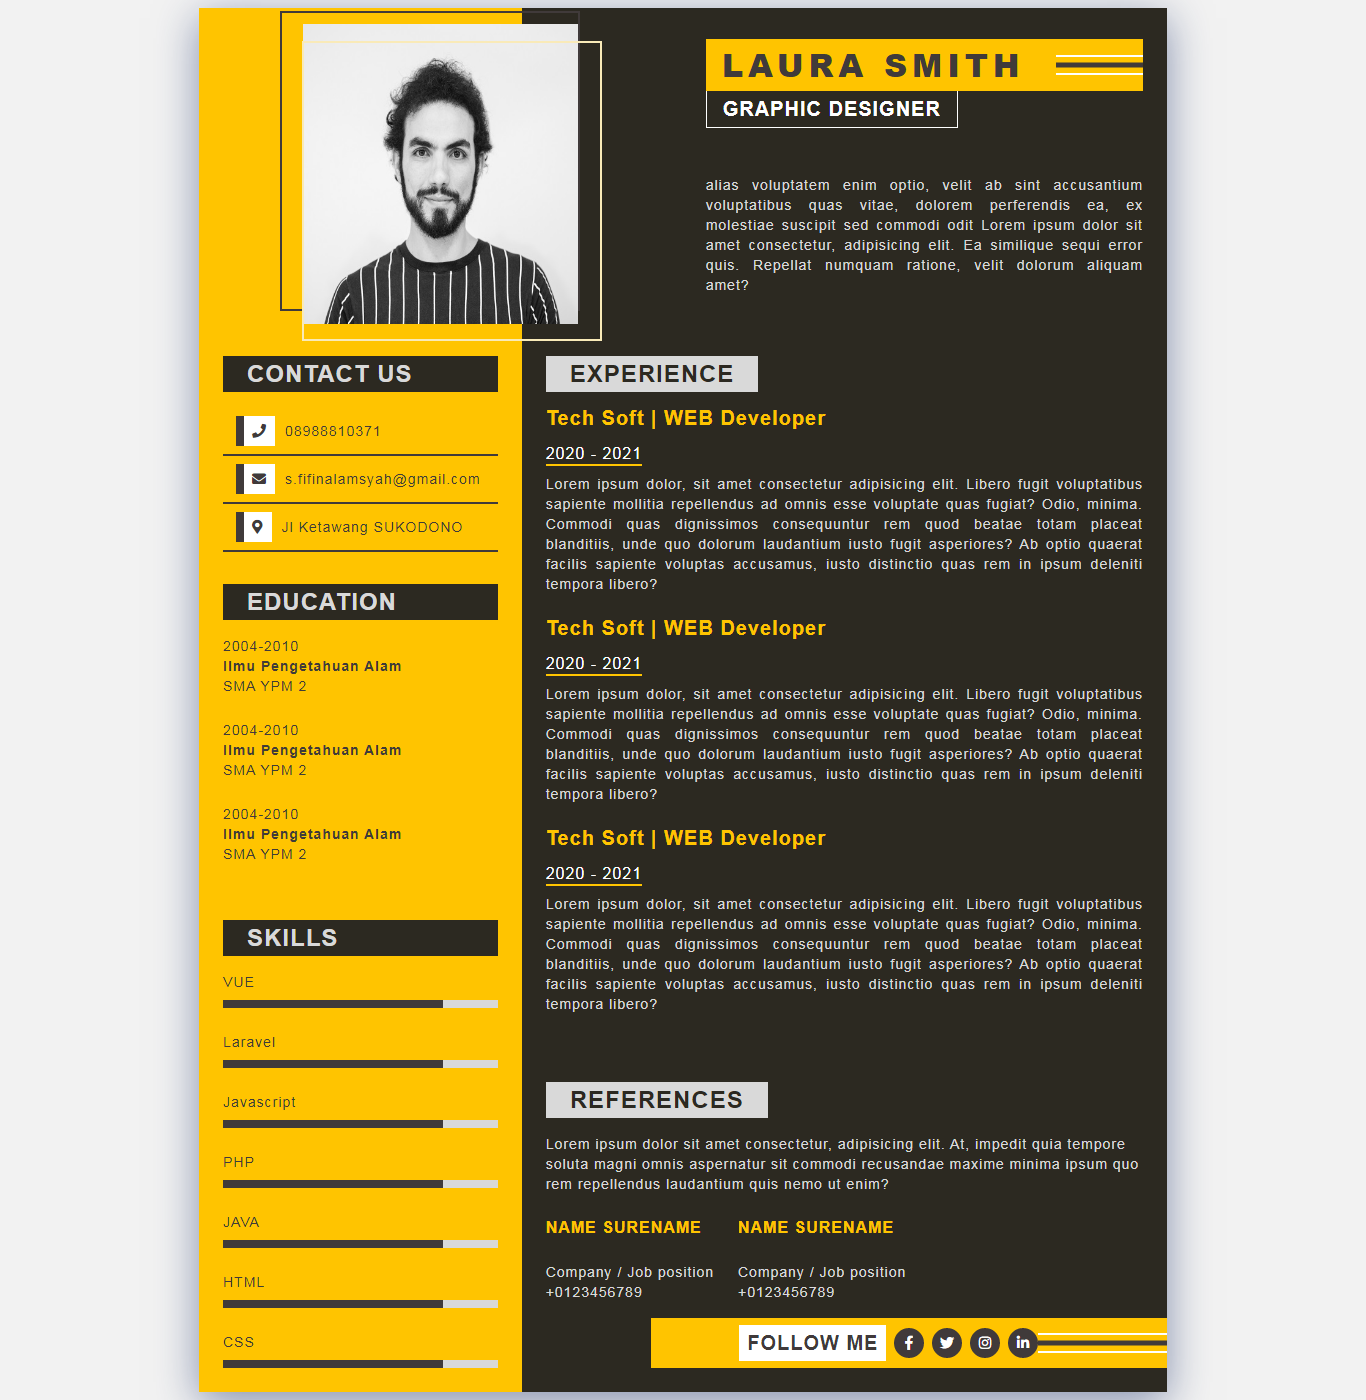 LAURA SMITH
GRAPHIC DESIGNER
alias voluptatem enim optio, velit ab sint accusantium
voluptatibus quas vitae, dolorem perferendis ea, ex
molestiae suscipit sed commodi odit Lorem ipsum dolor sit
amet consectetur, adipisicing elit. Ea similique sequi error
quis. Repellat numquam ratione, velit dolorum aliquam
amet?
CONTACT US
08988810371
s.fifinalamsyah@gmail.com
Jl Ketawang SUKODONO
EDUCATION
2004-2010
Ilmu Pengetahuan Alam
SMA YPM 2
2004-2010
Ilmu Pengetahuan Alam
SMA YPM 2
2004-2010
Ilmu Pengetahuan Alam
SMA YPM 2
SKILLS
VUE
Laravel
Javascript
PHP
JAVA
HTML
CSS
EXPERIENCE
Tech Soft | WEB Developer
2020 - 2021
Lorem ipsum dolor, sit amet consectetur adipisicing elit. Libero fugit voluptatibus
sapiente mollitia repellendus ad omnis esse voluptate quas fugiat? Odio, minima.
Commodi quas dignissimos consequuntur rem quod beatae totam placeat
blanditiis, unde quo dolorum laudantium iusto fugit asperiores? Ab optio quaerat
facilis sapiente voluptas accusamus, iusto distinctio quas rem in ipsum deleniti
tempora libero?
Tech Soft | WEB Developer
2020 - 2021
Lorem ipsum dolor, sit amet consectetur adipisicing elit. Libero fugit voluptatibus
sapiente mollitia repellendus ad omnis esse voluptate quas fugiat? Odio, minima.
Commodi quas dignissimos consequuntur rem quod beatae totam placeat
blanditiis, unde quo dolorum laudantium iusto fugit asperiores? Ab optio quaerat
facilis sapiente voluptas accusamus, iusto distinctio quas rem in ipsum deleniti
tempora libero?
Tech Soft | WEB Developer
2020 - 2021
Lorem ipsum dolor, sit amet consectetur adipisicing elit. Libero fugit voluptatibus
sapiente mollitia repellendus ad omnis esse voluptate quas fugiat? Odio, minima.
Commodi quas dignissimos consequuntur rem quod beatae totam placeat
blanditiis, unde quo dolorum laudantium iusto fugit asperiores? Ab optio quaerat
facilis sapiente voluptas accusamus, iusto distinctio quas rem in ipsum deleniti
tempora libero?
REFERENCES
Lorem ipsum dolor sit amet consectetur, adipisicing elit. At, impedit quia tempore
soluta magni omnis aspernatur sit commodi recusandae maxime minima ipsum quo
rem repellendus laudantium quis nemo ut enim?
NAME SURENAME
Company / Job position
+0123456789
NAME SURENAME
Company / Job position
+0123456789
FOLLOW ME